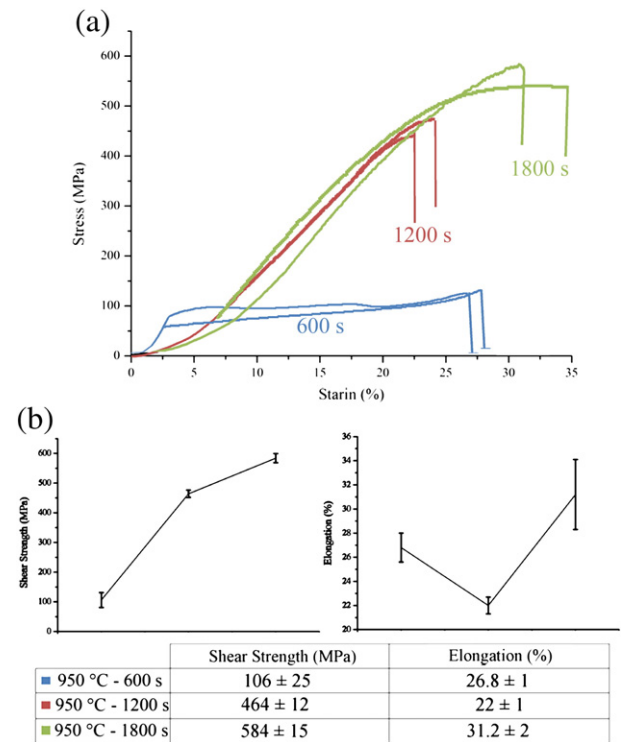 (a)
600
500
400
300
200
100
0
Stress (MPa)
1800 s
1200 s
600 s
0.0
2.5
5
10
15
20
25
30
35
Starin (%)
(b)
600
500
400
300
200
100
0
Shear Strength (MPa)
36
34
32
30
28
26
24
22
20
Elongation (%)
Shear Strength (MPa) Elongation (%)
950 °C - 600 s 106 ± 25 26.8 ± 1
950 °C - 1200 s 464 ± 12 22 ± 1
950 °C - 1800 s 584 ± 15 31.2 ± 2